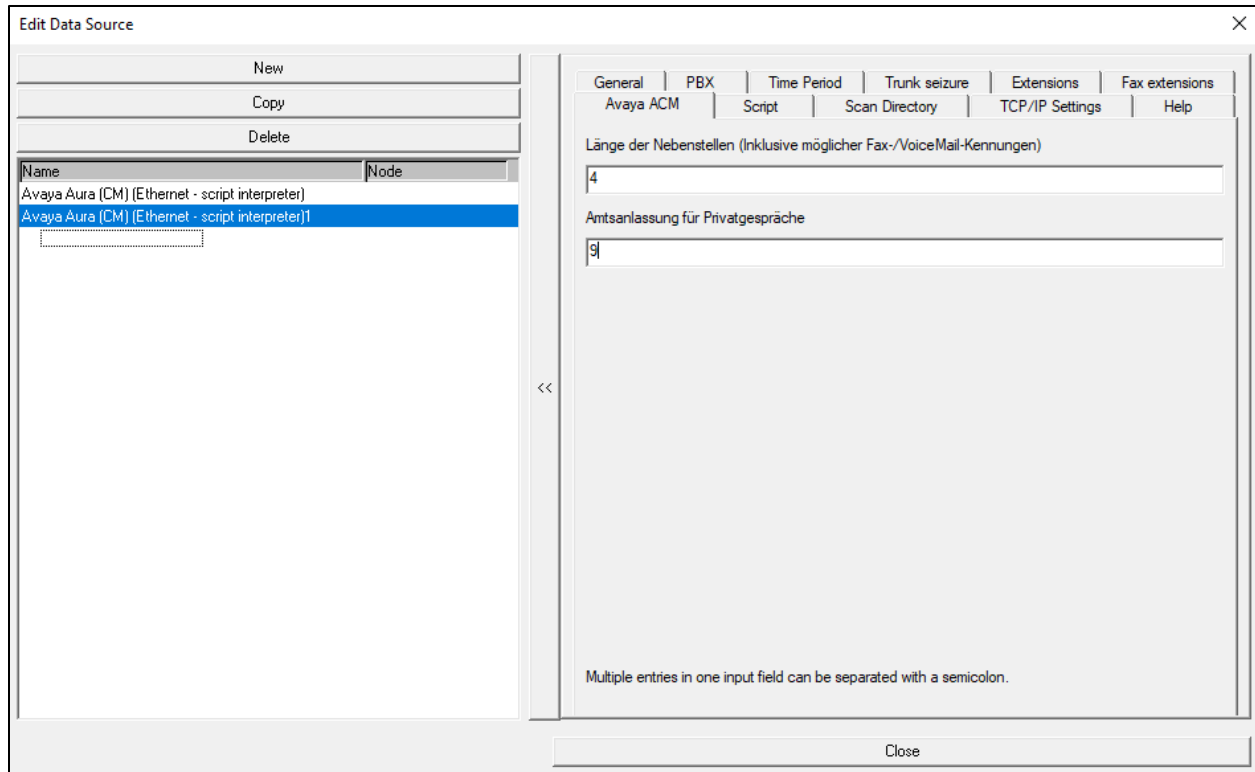 Edit Data Source
New
Copy
Delete
Name Node
Avaya Aura (CM) (Ethernet - script interpreter)
Avaya Aura (CM) (Ethernet - script interpreter)1
<<
General PBX Time Period Trunk seizure Extensions Fax extensions
Avaya ACM Script Scan Directory TCP/IP Settings Help
Länge der Nebenstellen (Inklusive möglicher Fax-/VoiceMail-Kennungen)
4
Amtsanlassung für Privatgespräche
9
Multiple entries in one input field can be separated with a semicolon.
Close